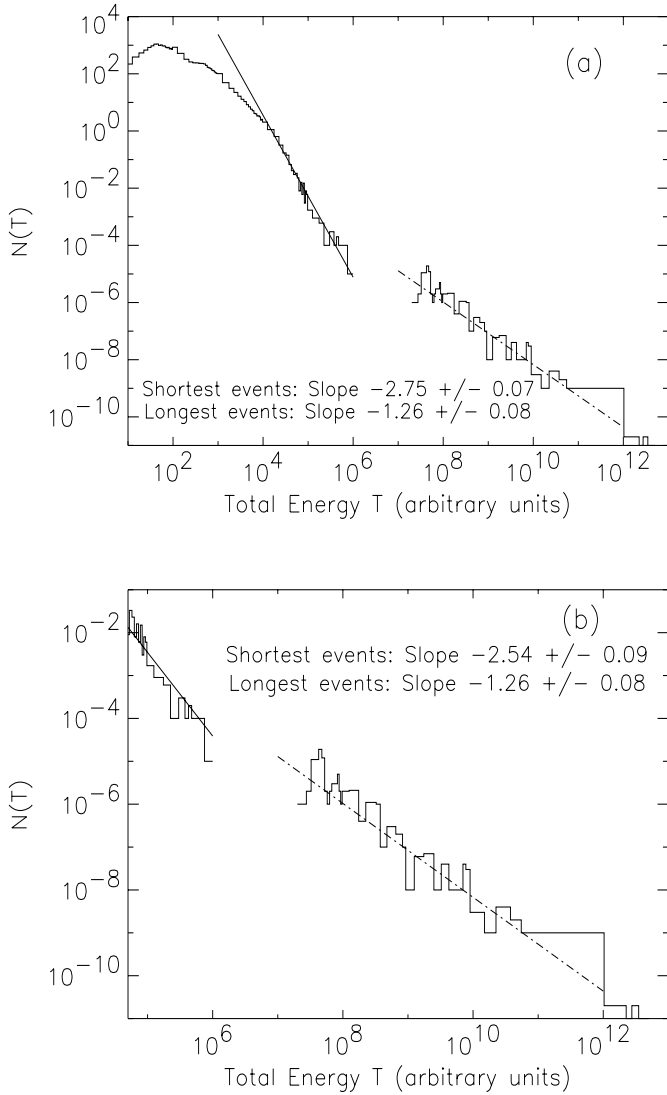 10^4
(a)
10^2
10^0
10^−2
N(T)
10^−4
10^−6
10^−8
Shortest events: Slope −2.75 +/− 0.07
10^−10
Longest events: Slope −1.26 +/− 0.08
10^2 10^4 10^6 10^8 10^10 10^12
Total Energy T (arbitrary units)
(b)
10^−2
Shortest events: Slope −2.54 +/− 0.09
Longest events: Slope −1.26 +/− 0.08
10^−4
N(T)
10^−6
10^−8
10^−10
10^6 10^8 10^10 10^12
Total Energy T (arbitrary units)